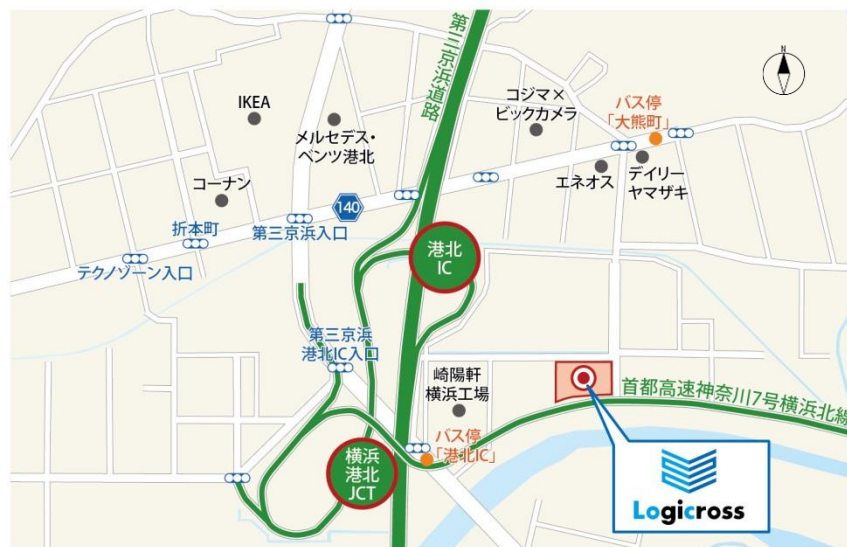 第三京浜道路
N
IKEA
メルセデス・
ベンツ港北
コジマ×
ビックカメラ
バス停
「大熊町」
コーナン
エネオス
デイリー
ヤマザキ
140
折本町
第三京浜入口
テクノゾーン入口
港北
IC
第三京浜
港北IC入口
崎陽軒
横浜工場
首都高速神奈川7号横浜北線
バス停
「港北IC」
横浜
港北
JCT
Logicross